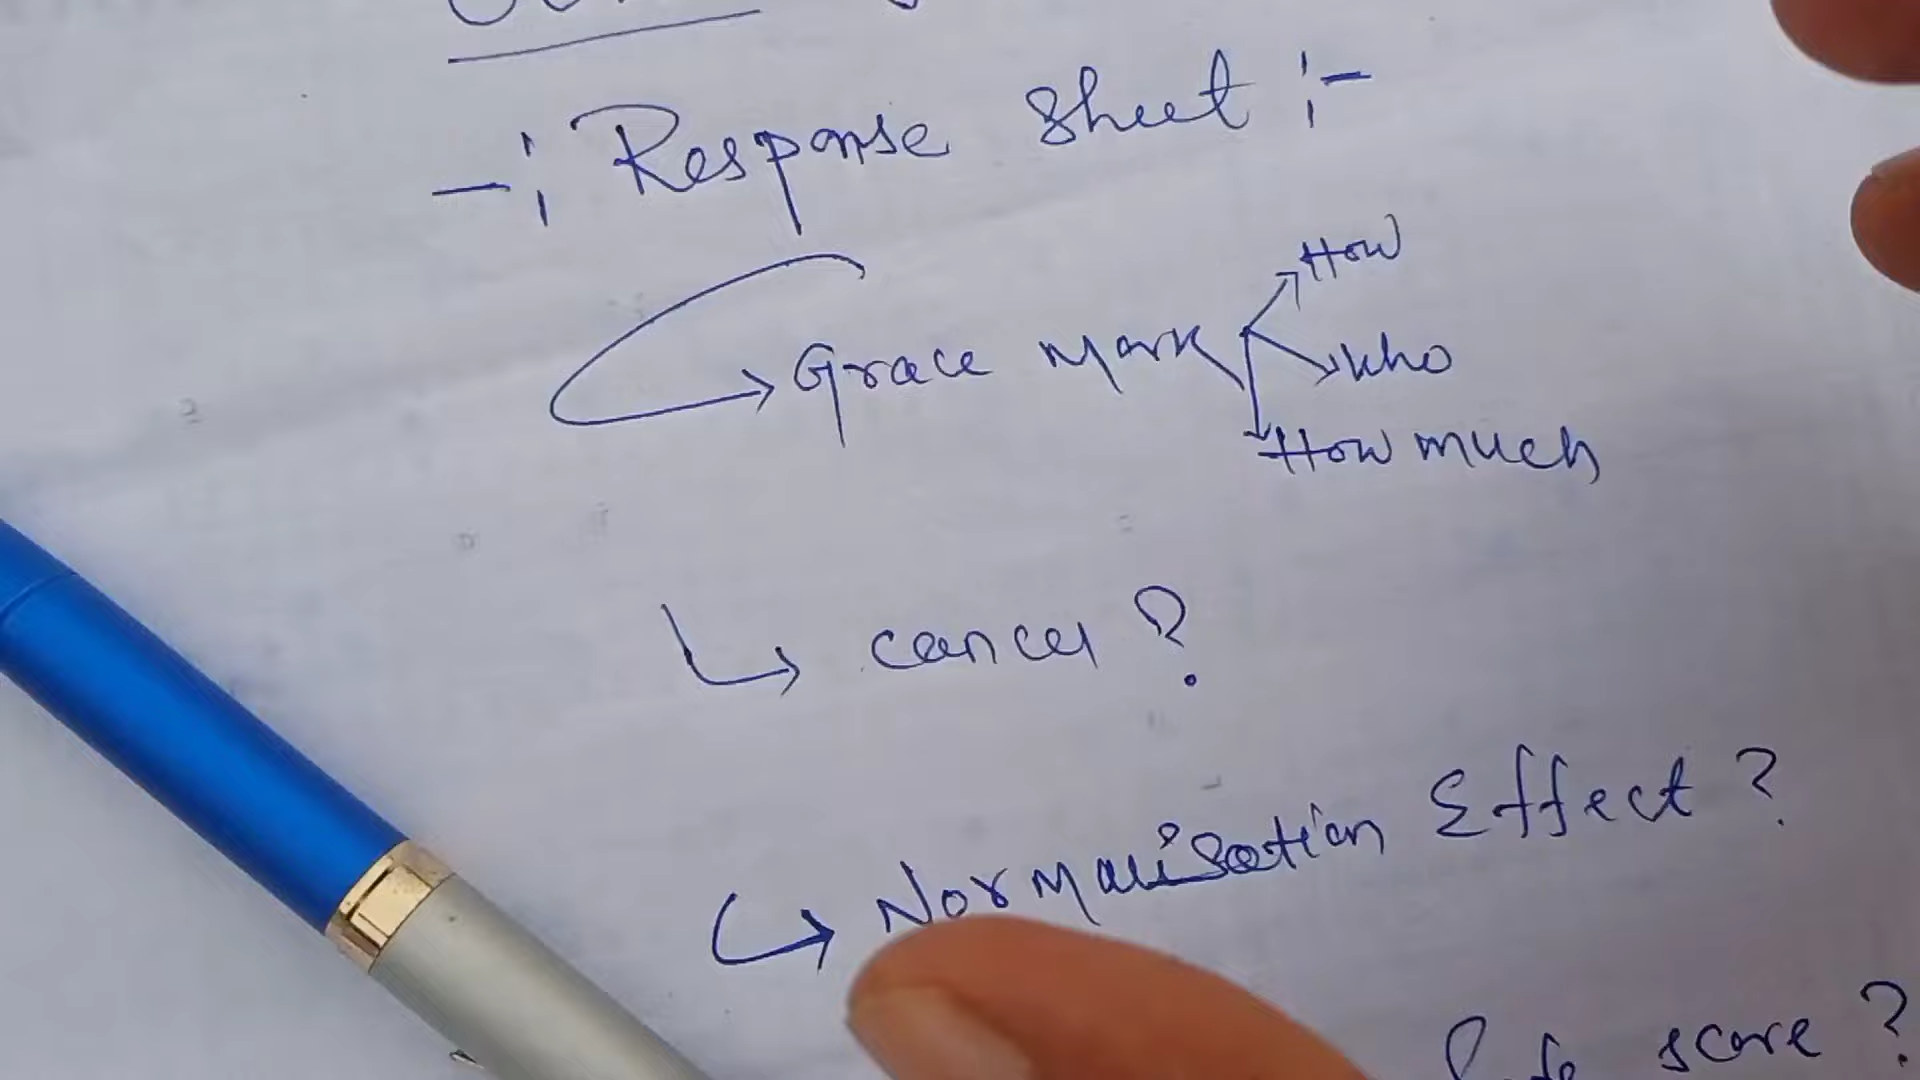 -: Response Sheet :-
How
→ Grace Mark → Who
How much
→ cancel ?
→ Normalisation Effect ?
score ?